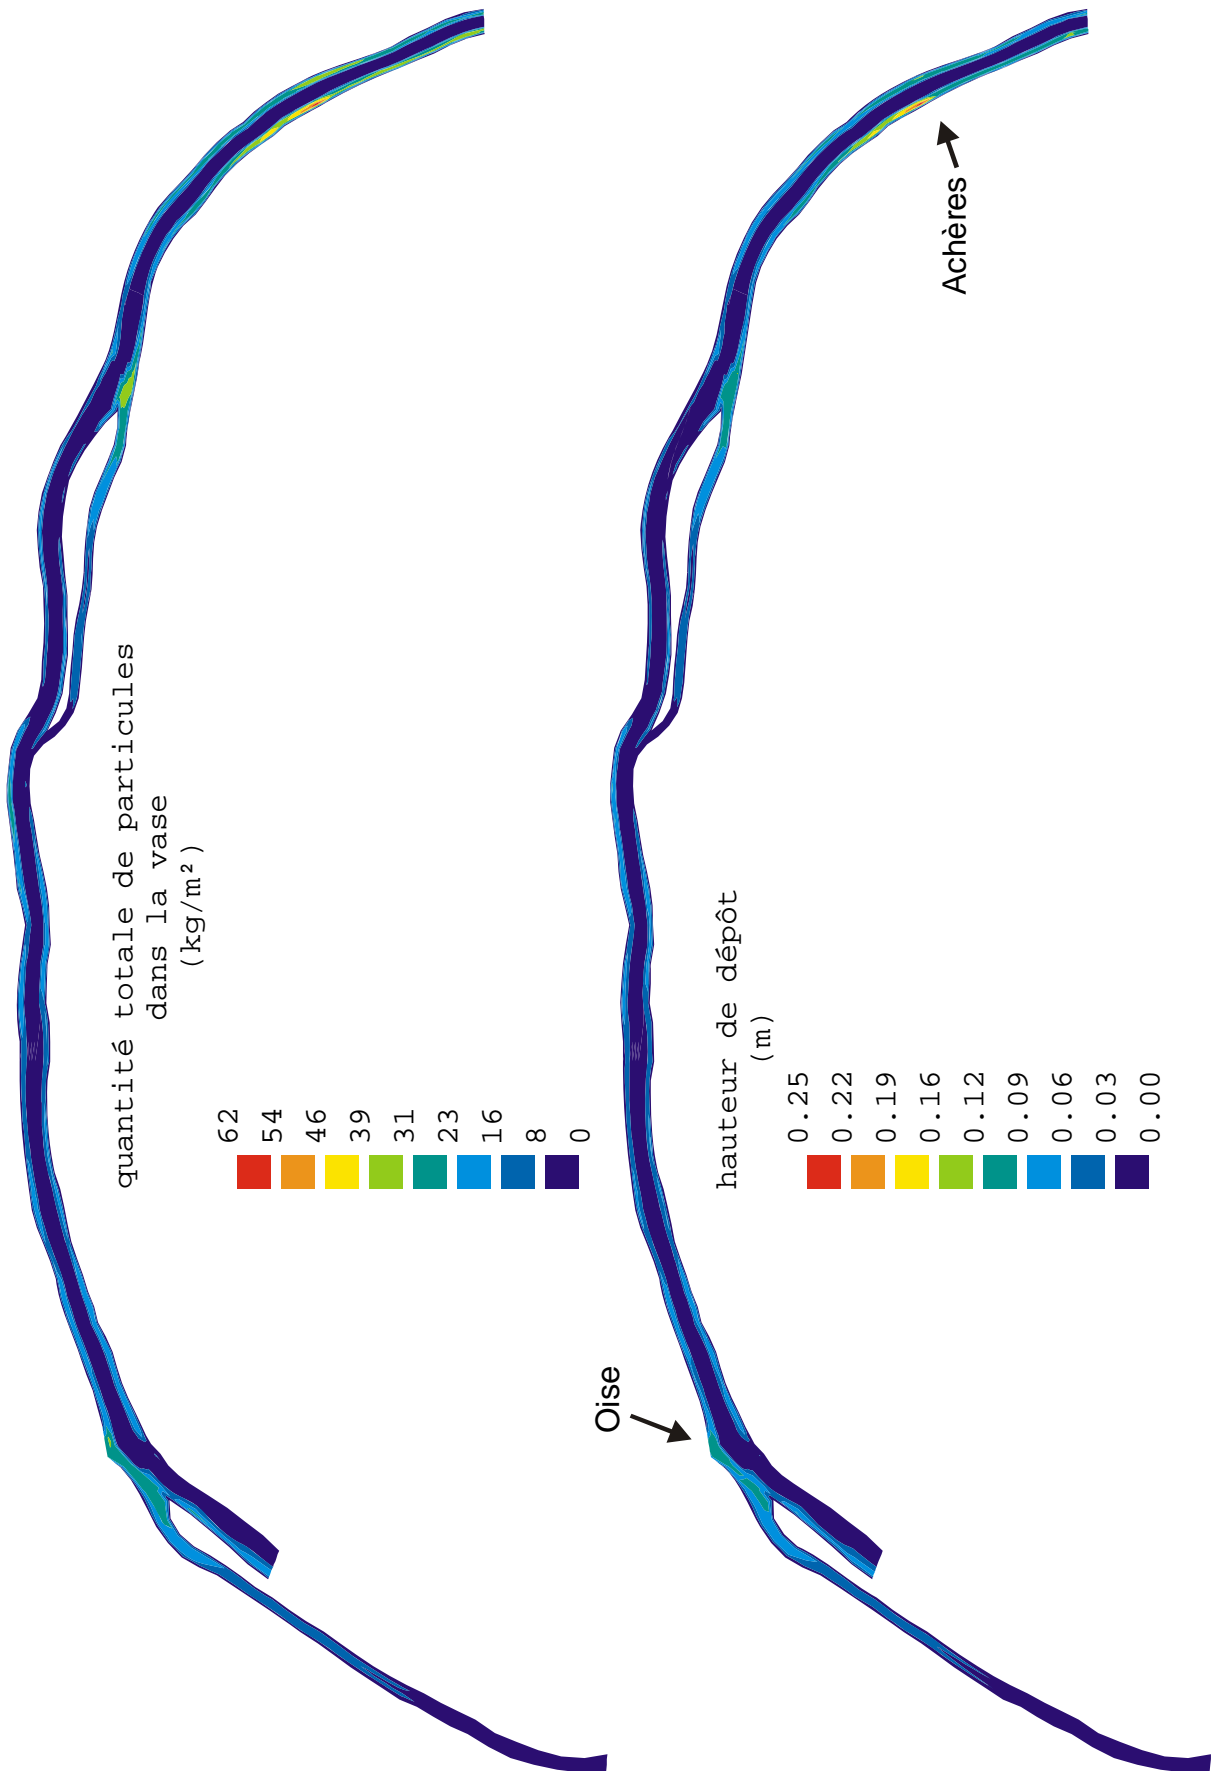 quantité totale de particules
dans la vase
(kg/m²)
62
54
46
39
31
23
16
8
0
Achères
hauteur de dépôt
(m)
0.25
0.22
0.19
0.16
0.12
0.09
0.06
0.03
0.00
Oise